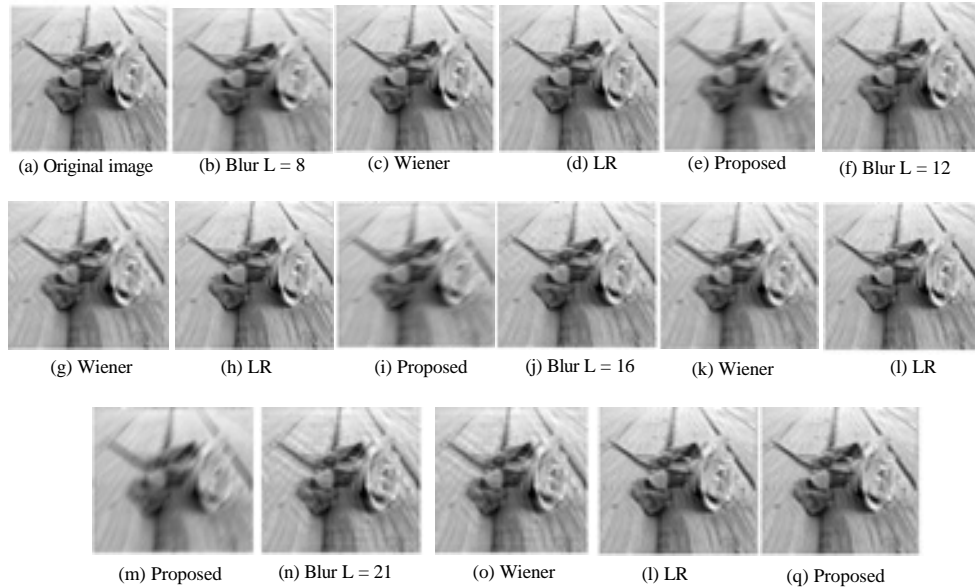 (a) Original image
(b) Blur L = 8
(c) Wiener
(d) LR
(e) Proposed
(f) Blur L = 12
(g) Wiener
(h) LR
(i) Proposed
(j) Blur L = 16
(k) Wiener
(l) LR
(m) Proposed
(n) Blur L = 21
(o) Wiener
(l) LR
(q) Proposed